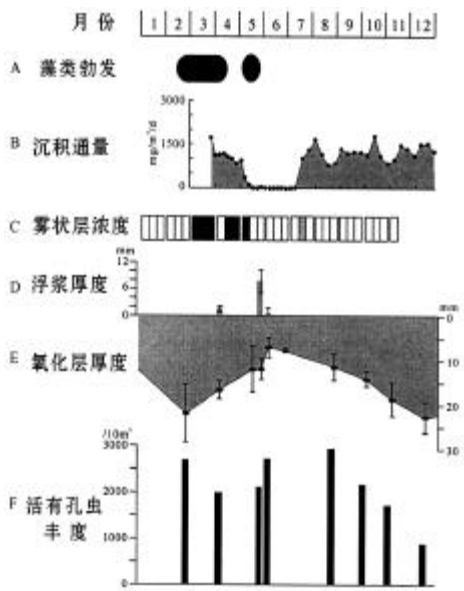 月份 1 2 3 4 5 6 7 8 9 10 11 12
A 藻类勃发
3000
B 沉积通量 mg/m²/d 1500
0
C 雾状层浓度
mm
12
D 浮浆厚度 6
0
mm
0
E 氧化层厚度 10
20
30
/10m²
3000
F 活有孔虫 2000
丰度 1000
0